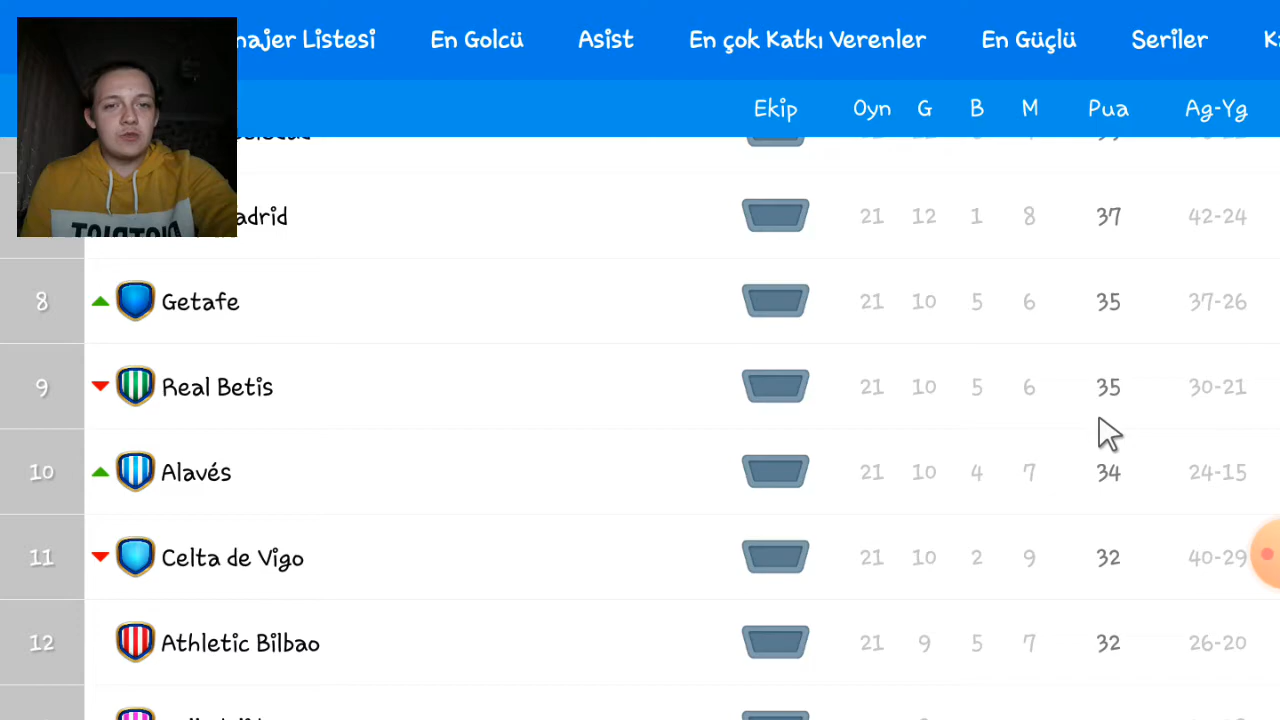 najer Listesi En Golcü Asist En çok Katkı Verenler En Güçlü Seriler
Ekip Oyn G B M Pua Ag-Yg
adrid 21 12 1 8 37 42-24
8 Getafe 21 10 5 6 35 37-26
9 Real Betis 21 10 5 6 35 30-21
10 Alavés 21 10 4 7 34 24-15
11 Celta de Vigo 21 10 2 9 32 40-29
12 Athletic Bilbao 21 9 5 7 32 26-20